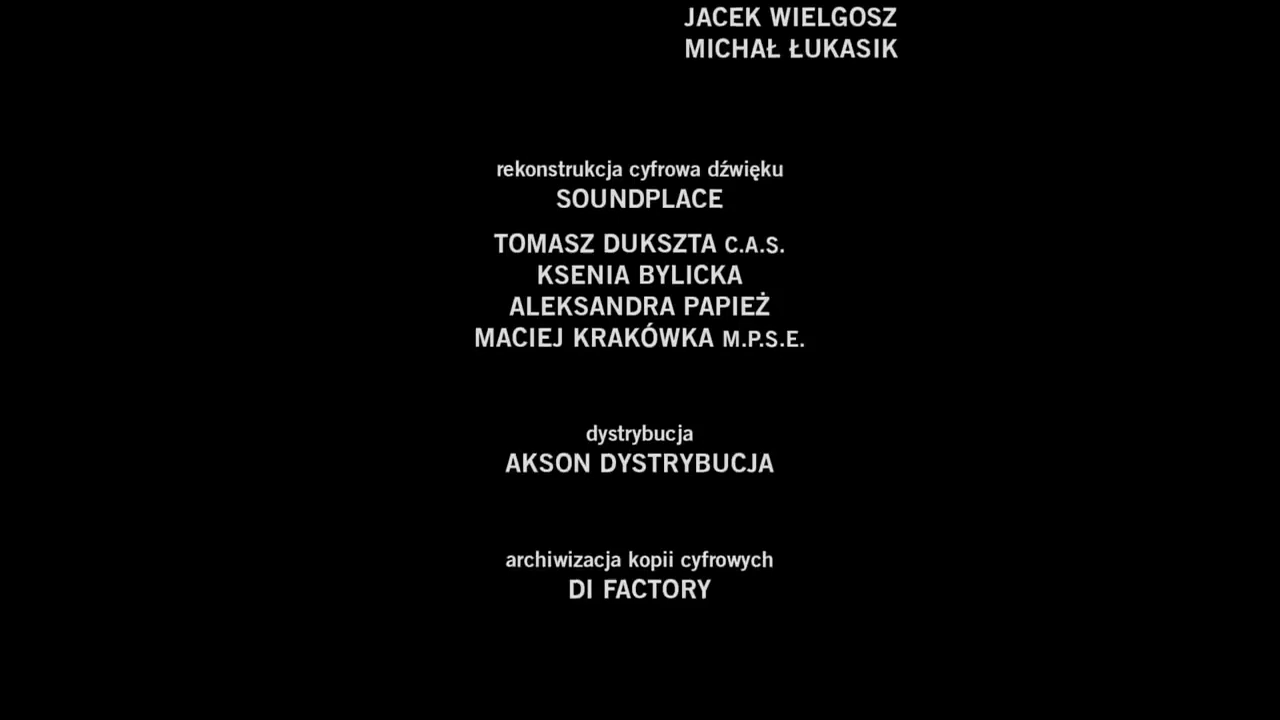 JACEK WIELGOSZ
MICHAŁ ŁUKASIK
rekonstrukcja cyfrowa dźwięku
SOUNDPLACE
TOMASZ DUKSZTA C.A.S.
KSENIA BYLICKA
ALEKSANDRA PAPIEŻ
MACIEJ KRAKÓWKA M.P.S.E.
dystrybucja
AKSON DYSTRYBUCJA
archiwizacja kopii cyfrowych
DI FACTORY